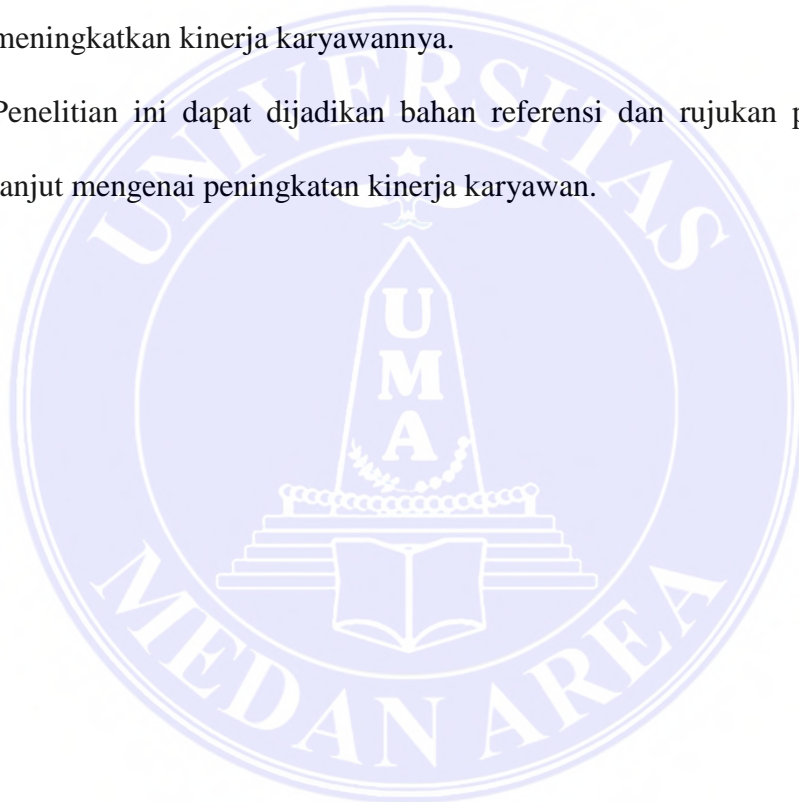 meningkatkan kinerja karyawannya.
Penelitian ini dapat dijadikan bahan referensi dan rujukan
lanjut mengenai peningkatan kinerja karyawan.
UNIVERSITAS
UMA
MEDAN AREA